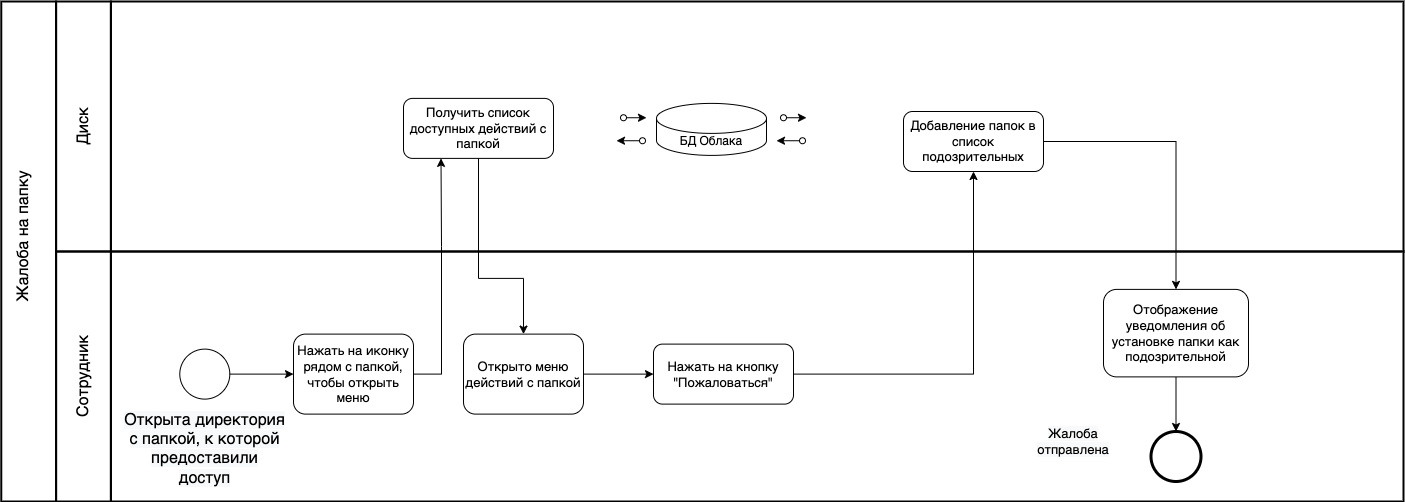 Жалоба на папку
Диск
Получить список
доступных действий с
папкой
БД Облака
Добавление папок в
список
подозрительных
Сотрудник
Открыта директория
с папкой, к которой
предоставили
доступ
Нажать на иконку
рядом с папкой,
чтобы открыть
меню
Открыто меню
действий с папкой
Нажать на кнопку
"Пожаловаться"
Отображение
уведомления об
установке папки как
подозрительной
Жалоба
отправлена